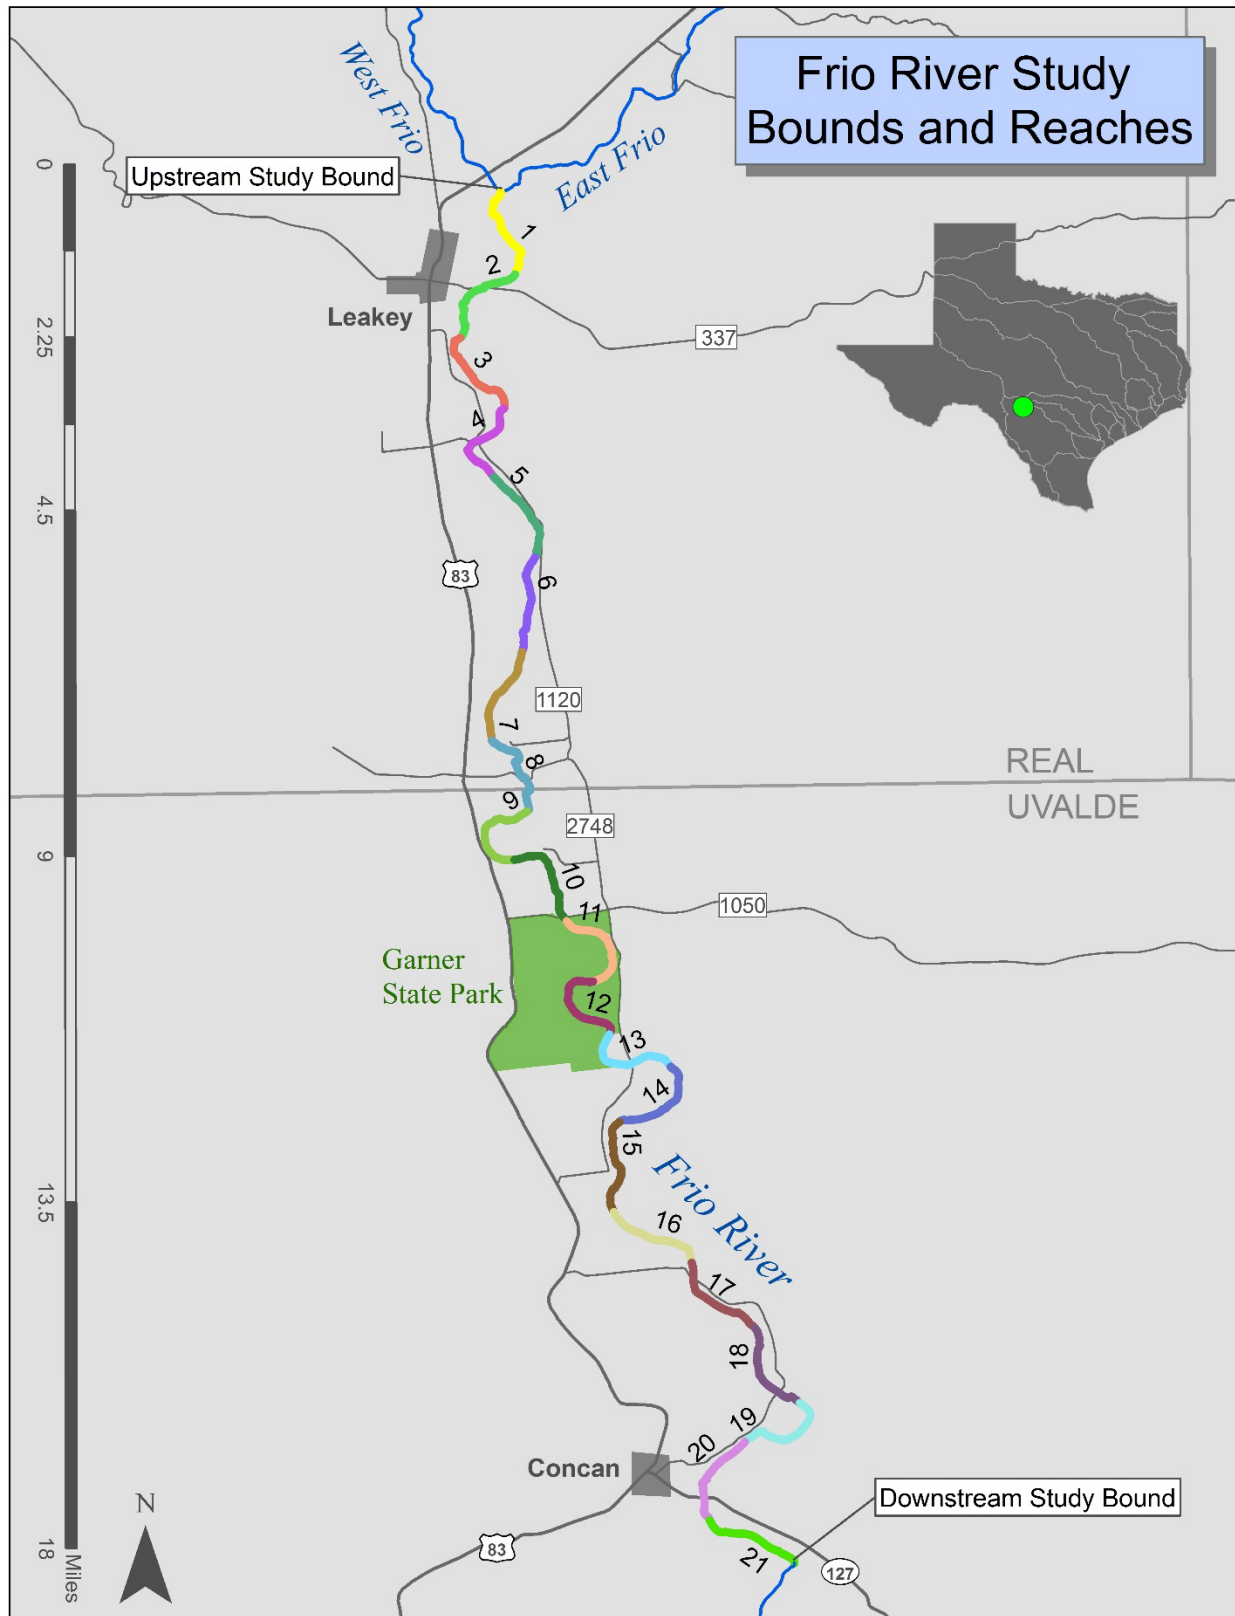 Frio River Study
Bounds and Reaches
West Frio
East Frio
0
Upstream Study Bound
1
2
Leakey
337
2.25
3
4
5
4.5
83
6
1120
7
8
REAL
UVALDE
9
2748
9
10
11
1050
Garner
State Park
12
13
14
15
Frio River
13.5
16
17
18
19
20
Concan
Downstream Study Bound
N
83
21
127
18
Miles